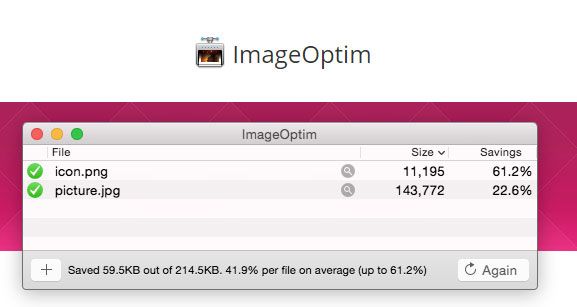 ImageOptim
ImageOptim
File Size Savings
icon.png 11,195 61.2%
picture.jpg 143,772 22.6%
+ Saved 59.5KB out of 214.5KB. 41.9% per file on average (up to 61.2%) Again